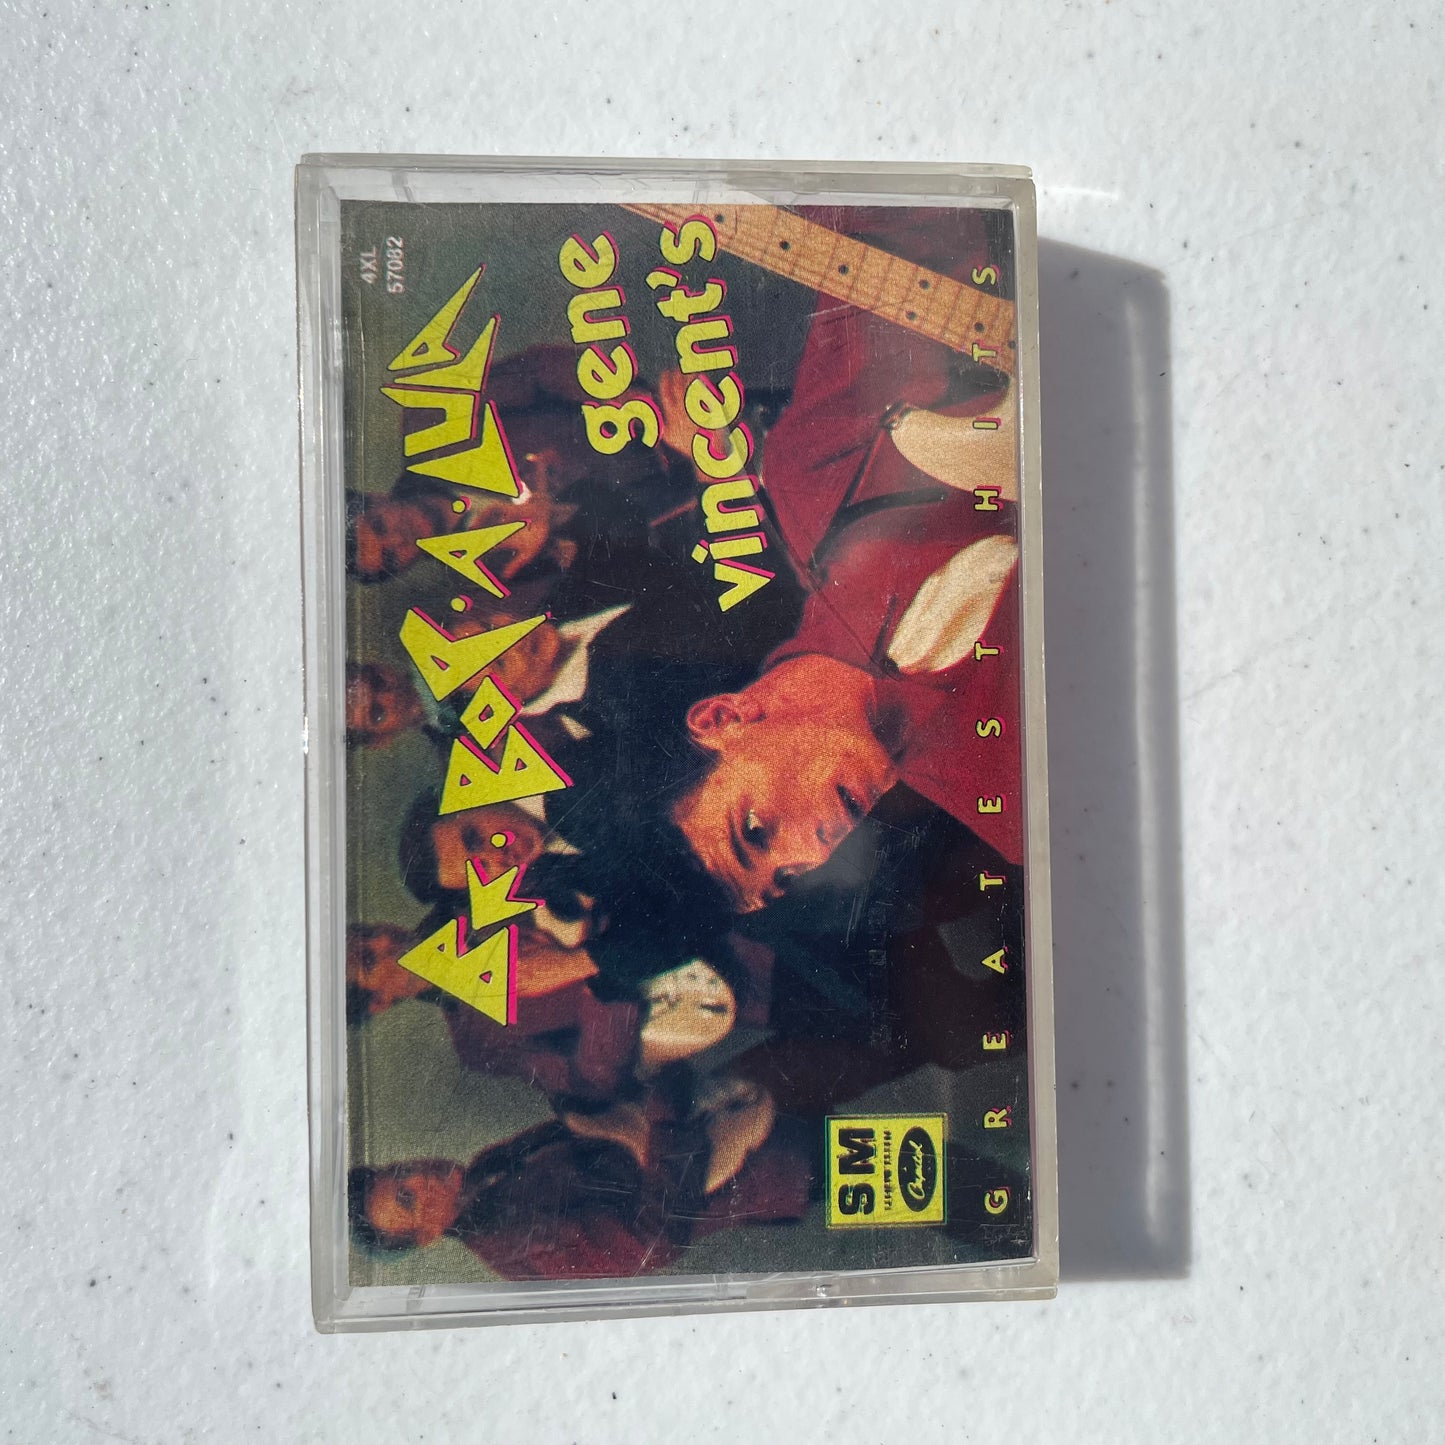 4XL
57082
BE·BOP·A·LULA
gene
vincent's
GREATEST HITS
SM
Capitol